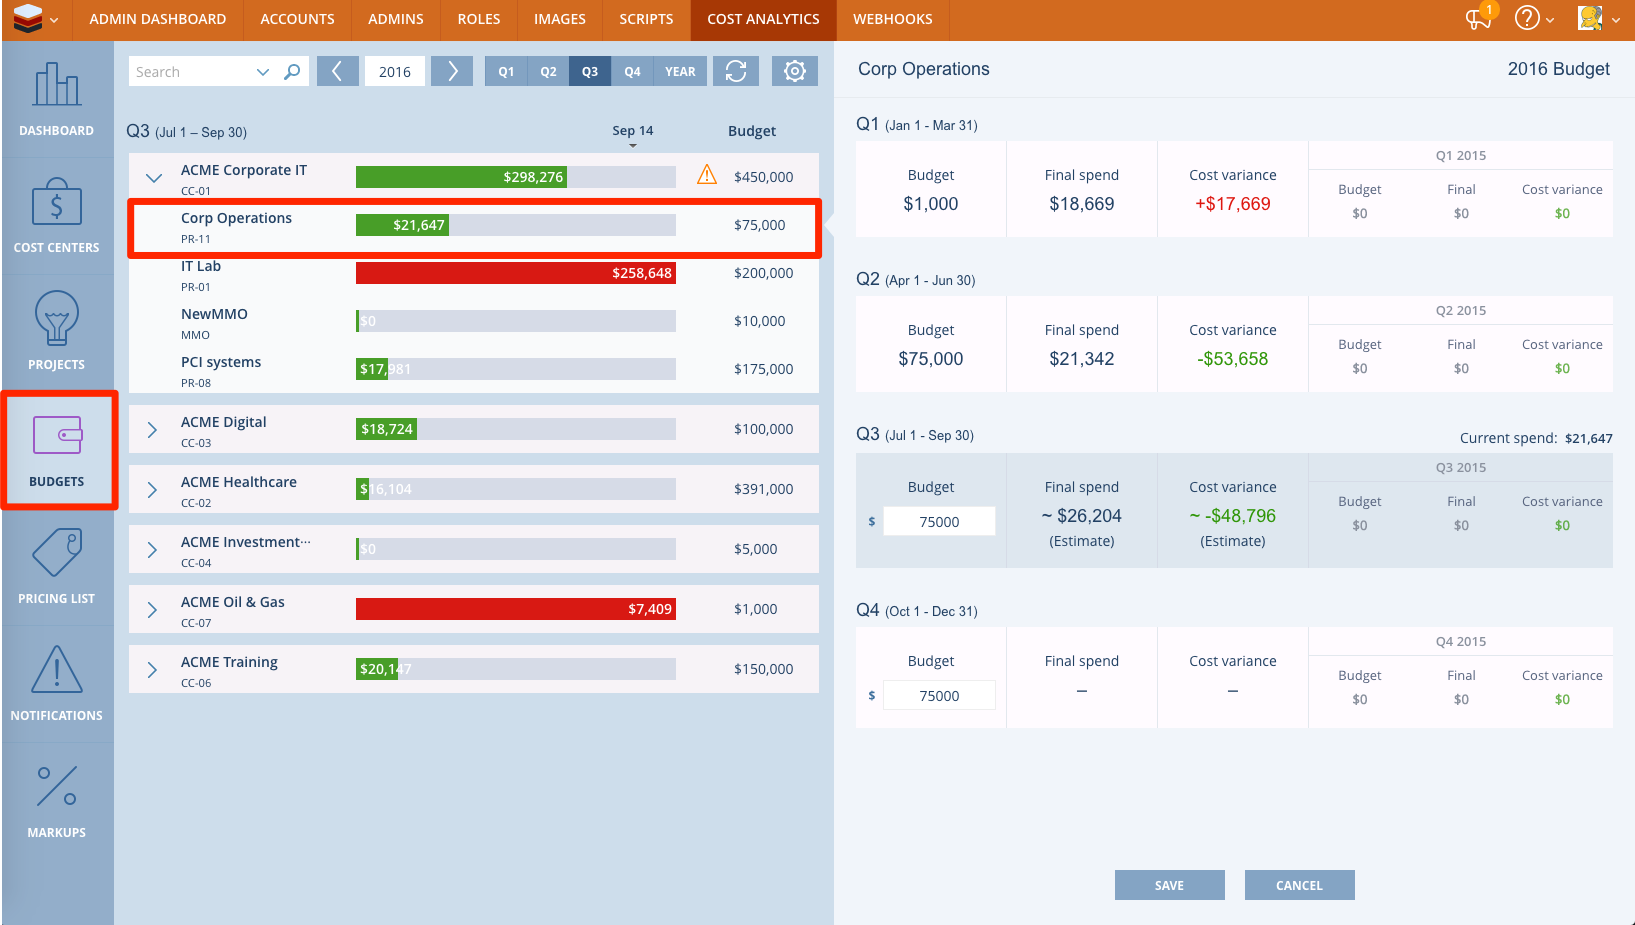 ADMIN DASHBOARD ACCOUNTS ADMINS ROLES IMAGES SCRIPTS COST ANALYTICS WEBHOOKS 1
DASHBOARD
COST CENTERS
PROJECTS
BUDGETS
PRICING LIST
NOTIFICATIONS
MARKUPS
Search 2016 Q1 Q2 Q3 Q4 YEAR
Q3 (Jul 1 – Sep 30) Sep 14 Budget
ACME Corporate IT
CC-01
$298,276 $450,000
Corp Operations
PR-11
$21,647 $75,000
IT Lab
PR-01
$258,648 $200,000
NewMMO
MMO
$0 $10,000
PCI systems
PR-08
$17,981 $175,000
ACME Digital
CC-03
$18,724 $100,000
ACME Healthcare
CC-02
$16,104 $391,000
ACME Investment···
CC-04
$0 $5,000
ACME Oil & Gas
CC-07
$7,409 $1,000
ACME Training
CC-06
$20,147 $150,000
Corp Operations 2016 Budget
Q1 (Jan 1 - Mar 31)
Budget Final spend Cost variance
$1,000 $18,669 +$17,669
Q1 2015
Budget Final Cost variance
$0 $0 $0
Q2 (Apr 1 - Jun 30)
Budget Final spend Cost variance
$75,000 $21,342 -$53,658
Q2 2015
Budget Final Cost variance
$0 $0 $0
Q3 (Jul 1 - Sep 30) Current spend: $21,647
Budget Final spend Cost variance
$ 75000 ~ $26,204 ~ -$48,796
(Estimate) (Estimate)
Q3 2015
Budget Final Cost variance
$0 $0 $0
Q4 (Oct 1 - Dec 31)
Budget Final spend Cost variance
$ 75000 – –
Q4 2015
Budget Final Cost variance
$0 $0 $0
SAVE CANCEL